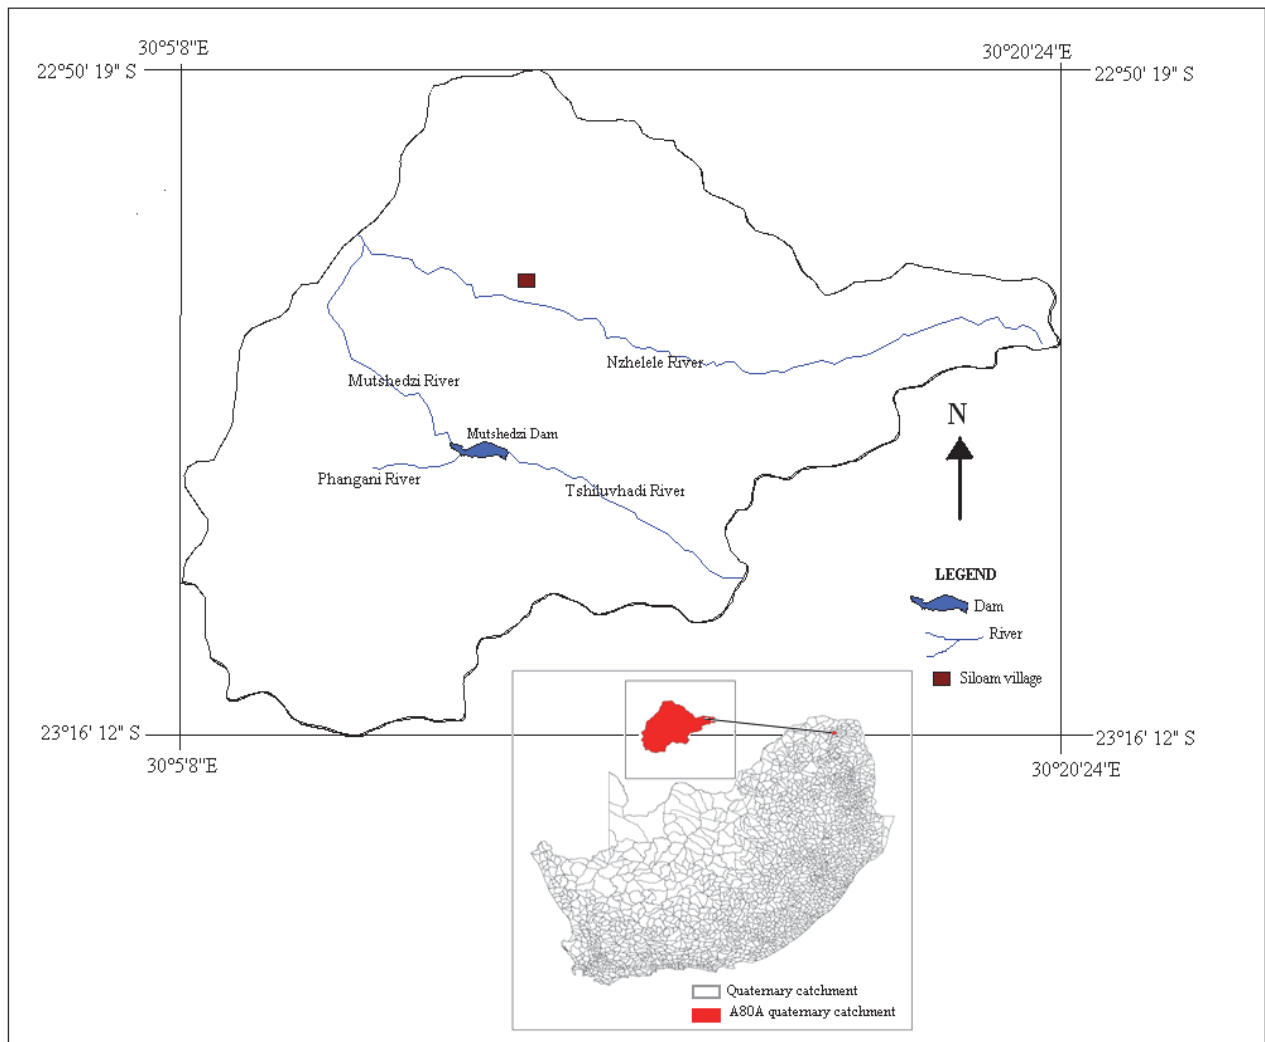 30°5'8"E
30°20'24"E
22°50' 19" S
22°50' 19" S
Nzhelele River
Mutshedzi River
N
Mutshedzi Dam
Phangani River
Tshiluvhadi River
LEGEND
Dam
River
Siloam village
23°16' 12" S
23°16' 12" S
30°5'8"E
30°20'24"E
Quaternary catchment
A80A quaternary catchment